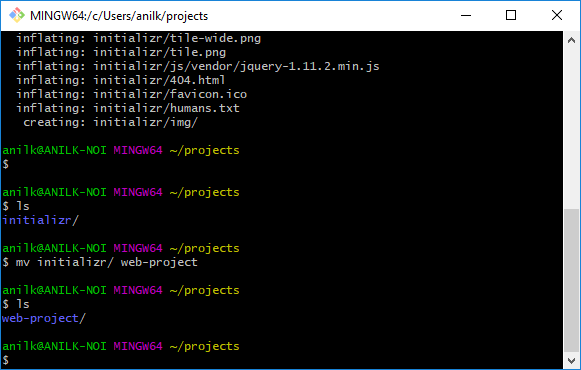 MINGW64:/c/Users/anilk/projects
inflating: initializr/tile-wide.png
inflating: initializr/tile.png
inflating: initializr/js/vendor/jquery-1.11.2.min.js
inflating: initializr/404.html
inflating: initializr/favicon.ico
inflating: initializr/humans.txt
creating: initializr/img/
anilk@ANILK-NOI MINGW64 ~/projects
$
anilk@ANILK-NOI MINGW64 ~/projects
$ ls
initializr/
anilk@ANILK-NOI MINGW64 ~/projects
$ mv initializr/ web-project
anilk@ANILK-NOI MINGW64 ~/projects
$ ls
web-project/
anilk@ANILK-NOI MINGW64 ~/projects
$